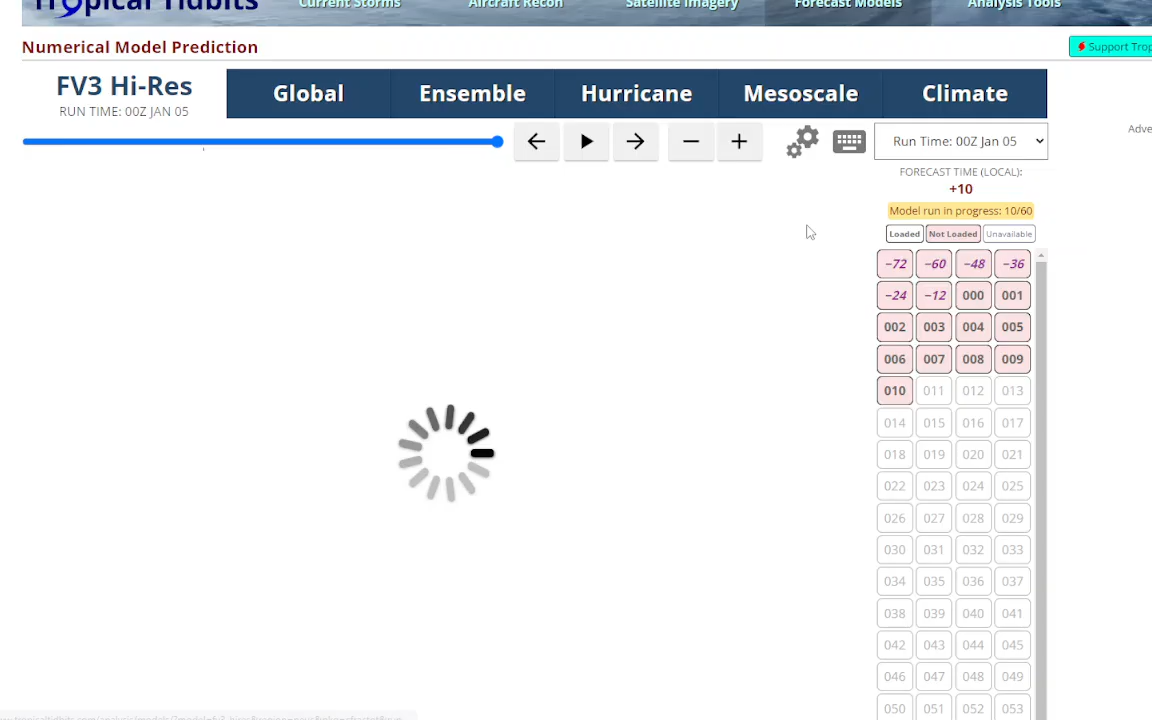 Tropical Tidbits
Current Storms Aircraft Recon Satellite Imagery Forecast Models Analysis Tools
Numerical Model Prediction
Support Trop
FV3 Hi-Res
RUN TIME: 00Z JAN 05
Global Ensemble Hurricane Mesoscale Climate
Run Time: 00Z Jan 05
Adve
FORECAST TIME (LOCAL):
+10
Model run in progress: 10/60
Loaded Not Loaded Unavailable
−72 −60 −48 −36
−24 −12 000 001
002 003 004 005
006 007 008 009
010 011 012 013
014 015 016 017
018 019 020 021
022 023 024 025
026 027 028 029
030 031 032 033
034 035 036 037
038 039 040 041
042 043 044 045
046 047 048 049
050 051 052 053